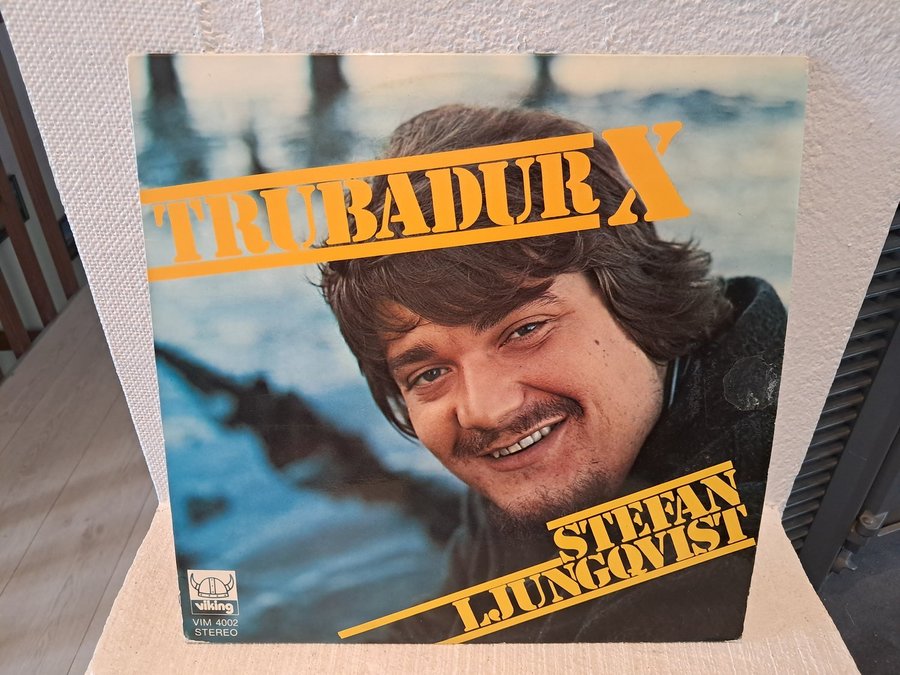 TRUBADUR X
STEFAN
LJUNGQVIST
viking
VIM 4002
STEREO